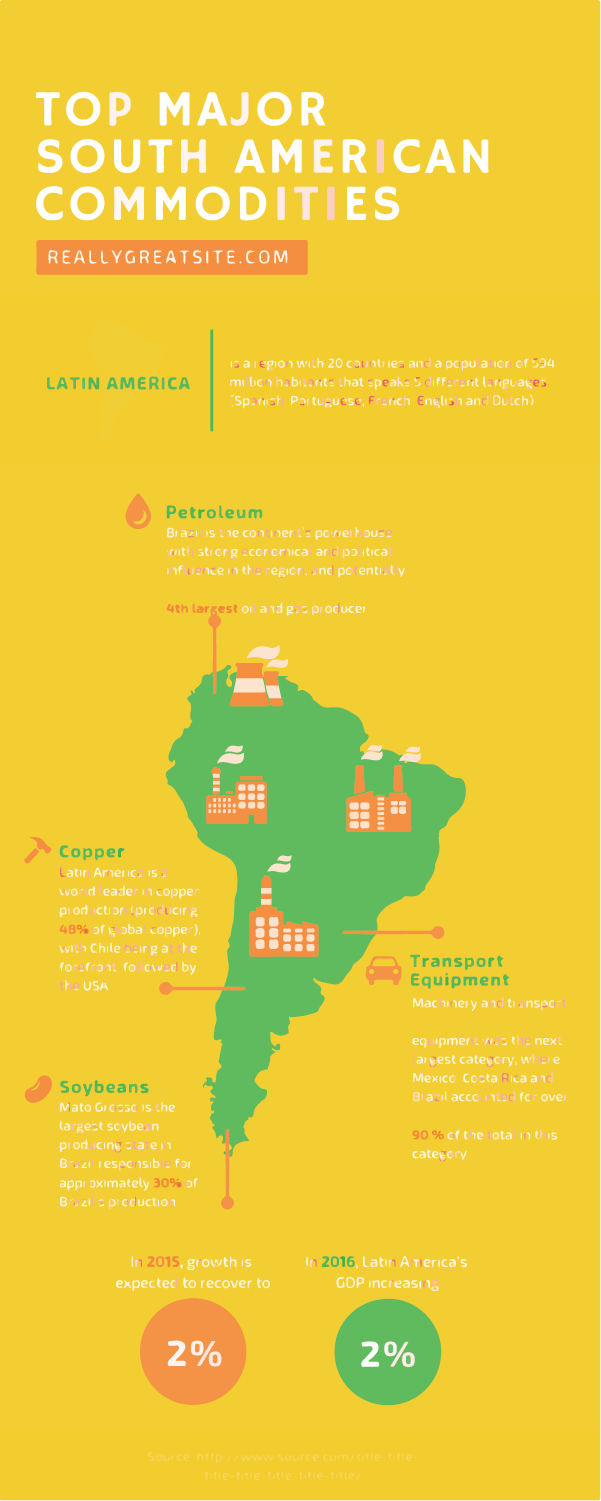 TOP MAJOR
SOUTH AMERICAN
COMMODITIES
REALLYGREATSITE.COM
LATIN AMERICA
is a region with 20 countries and a population of 594
million habitants that speaks 5 different languages
(Spanish, Portuguese, French, English and Dutch)
Petroleum
Brazil is the continent's powerhouse
with strong economical and political
influence in the region, and potentially
4th largest oil and gas producer
Copper
Latin America is a
world leader in copper
production (producing
48% of global copper),
with Chile being at the
forefront, followed by
the USA
Transport
Equipment
Machinery and transport
equipment was the next
largest category, where
Mexico, Costa Rica and
Brazil accounted for over
90 % of the total in this
category
Soybeans
Mato Grosso is the
largest soybean
producing state in
Brazil responsible for
approximately 30% of
Brazil's production
In 2015, growth is
expected to recover to
2%
In 2016, Latin America's
GDP increasing
2%
Source: http://www.source.com/title-title-
title-title-title-title-title/